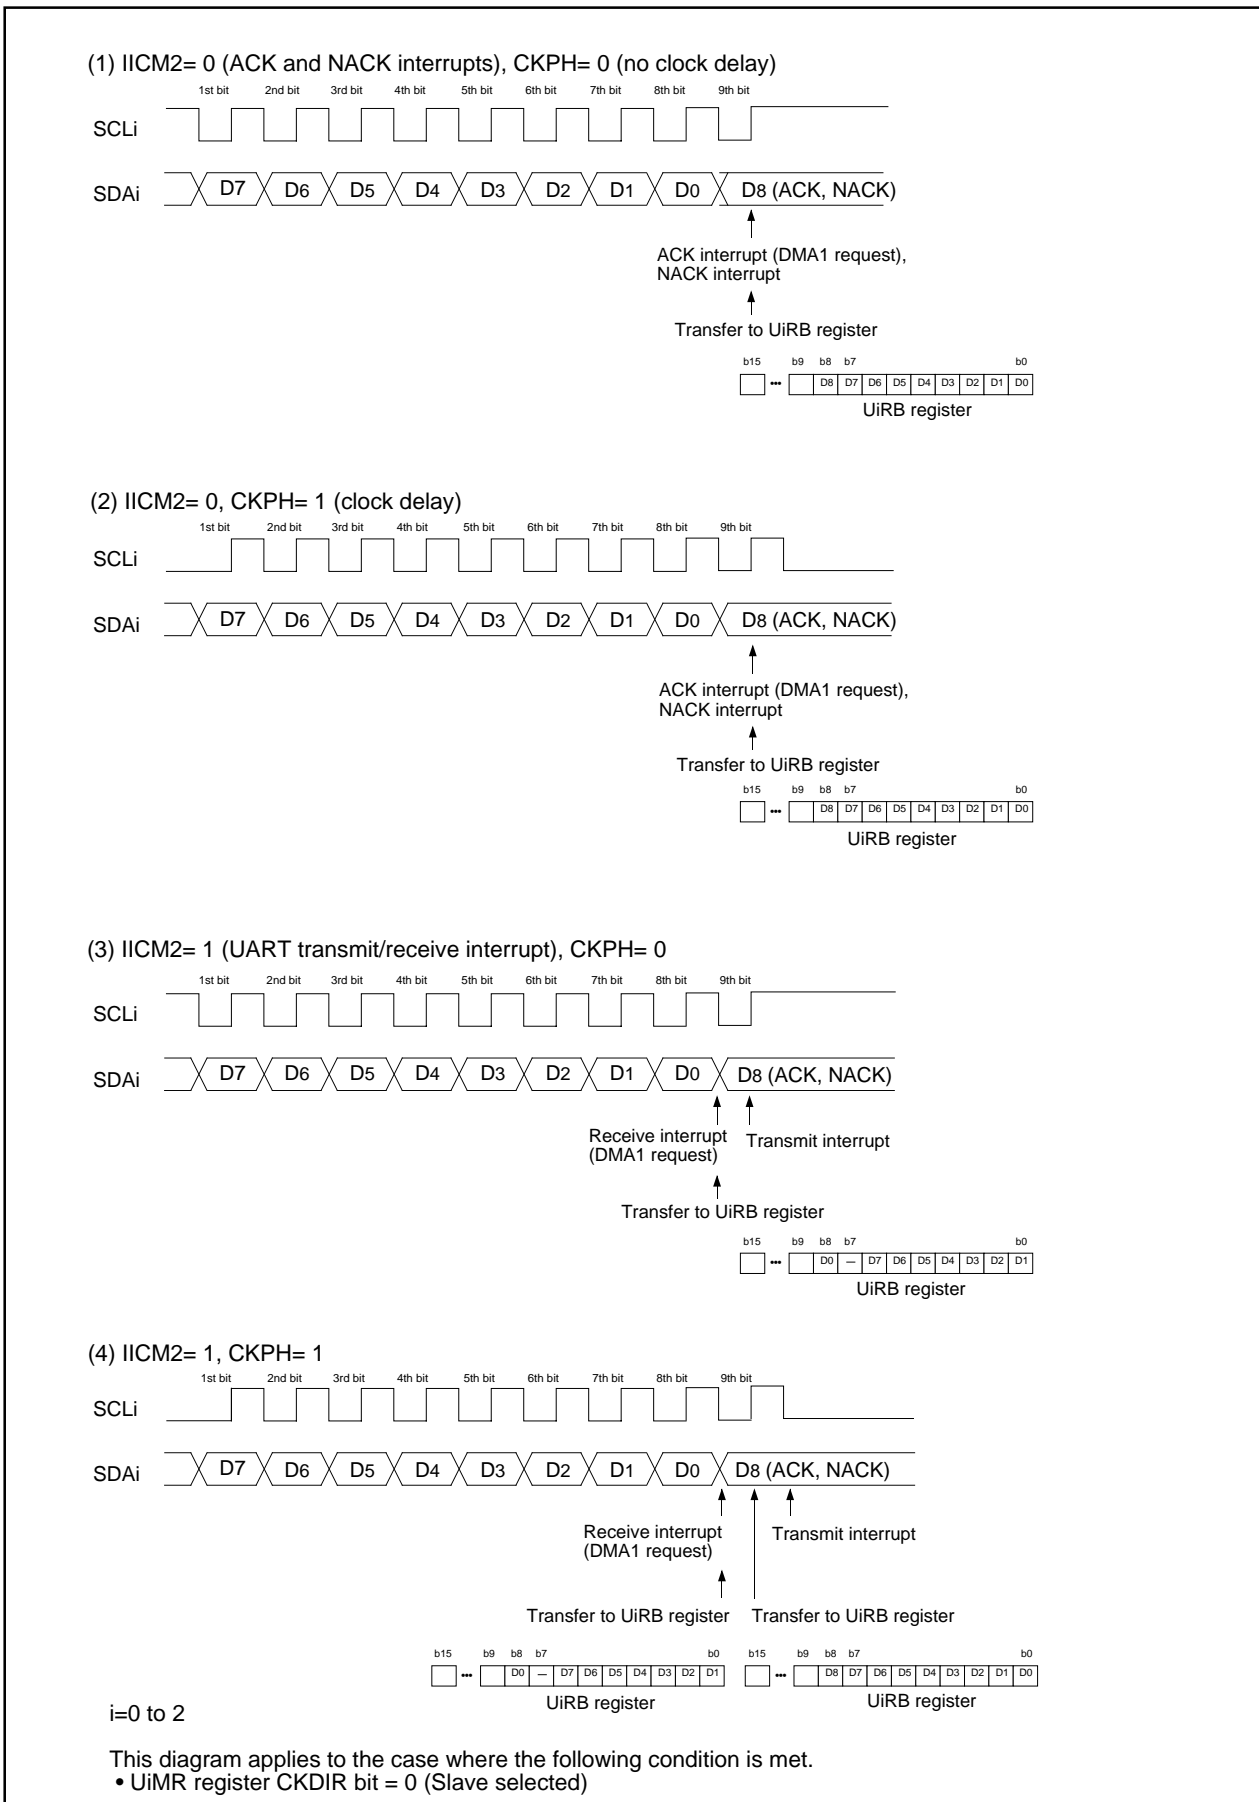 (1) IICM2= 0 (ACK and NACK interrupts), CKPH= 0 (no clock delay)
1st bit 2nd bit 3rd bit 4th bit 5th bit 6th bit 7th bit 8th bit 9th bit
SCLi
SDAi D7 D6 D5 D4 D3 D2 D1 D0 D8 (ACK, NACK)
ACK interrupt (DMA1 request),
NACK interrupt
Transfer to UiRB register
b15 b9 b8 b7 b0
••• D8 D7 D6 D5 D4 D3 D2 D1 D0
UiRB register
(2) IICM2= 0, CKPH= 1 (clock delay)
1st bit 2nd bit 3rd bit 4th bit 5th bit 6th bit 7th bit 8th bit 9th bit
SCLi
SDAi D7 D6 D5 D4 D3 D2 D1 D0 D8 (ACK, NACK)
ACK interrupt (DMA1 request),
NACK interrupt
Transfer to UiRB register
b15 b9 b8 b7 b0
••• D8 D7 D6 D5 D4 D3 D2 D1 D0
UiRB register
(3) IICM2= 1 (UART transmit/receive interrupt), CKPH= 0
1st bit 2nd bit 3rd bit 4th bit 5th bit 6th bit 7th bit 8th bit 9th bit
SCLi
SDAi D7 D6 D5 D4 D3 D2 D1 D0 D8 (ACK, NACK)
Receive interrupt Transmit interrupt
(DMA1 request)
Transfer to UiRB register
b15 b9 b8 b7 b0
••• D0 — D7 D6 D5 D4 D3 D2 D1
UiRB register
(4) IICM2= 1, CKPH= 1
1st bit 2nd bit 3rd bit 4th bit 5th bit 6th bit 7th bit 8th bit 9th bit
SCLi
SDAi D7 D6 D5 D4 D3 D2 D1 D0 D8 (ACK, NACK)
Receive interrupt Transmit interrupt
(DMA1 request)
Transfer to UiRB register Transfer to UiRB register
b15 b9 b8 b7 b0 b15 b9 b8 b7 b0
••• D0 — D7 D6 D5 D4 D3 D2 D1 ••• D8 D7 D6 D5 D4 D3 D2 D1 D0
UiRB register UiRB register
i=0 to 2
This diagram applies to the case where the following condition is met.
• UiMR register CKDIR bit = 0 (Slave selected)